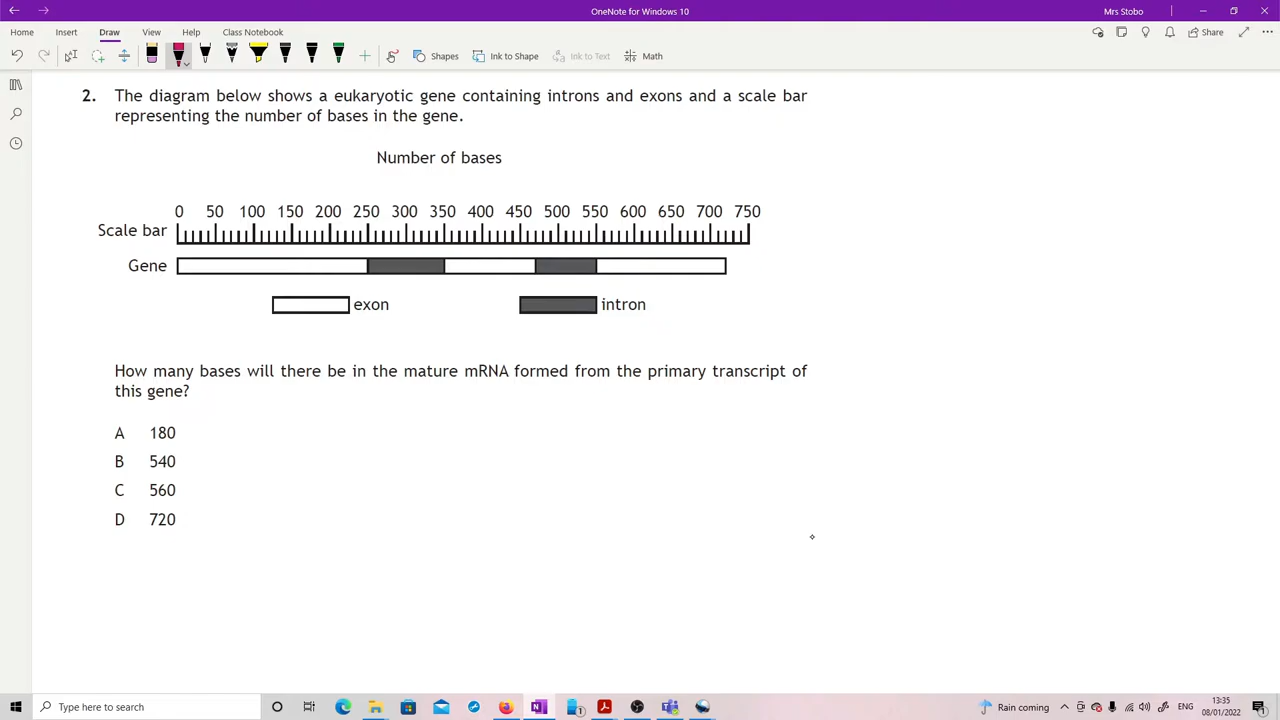 OneNote for Windows 10
Mrs Stobo
Home Insert Draw View Help Class Notebook
Share
Shapes Ink to Shape Ink to Text Math
2. The diagram below shows a eukaryotic gene containing introns and exons and a scale bar
representing the number of bases in the gene.
Number of bases
0 50 100 150 200 250 300 350 400 450 500 550 600 650 700 750
Scale bar
Gene
exon intron
How many bases will there be in the mature mRNA formed from the primary transcript of
this gene?
A 180
B 540
C 560
D 720
Type here to search
Rain coming
ENG
13:35
08/01/2022